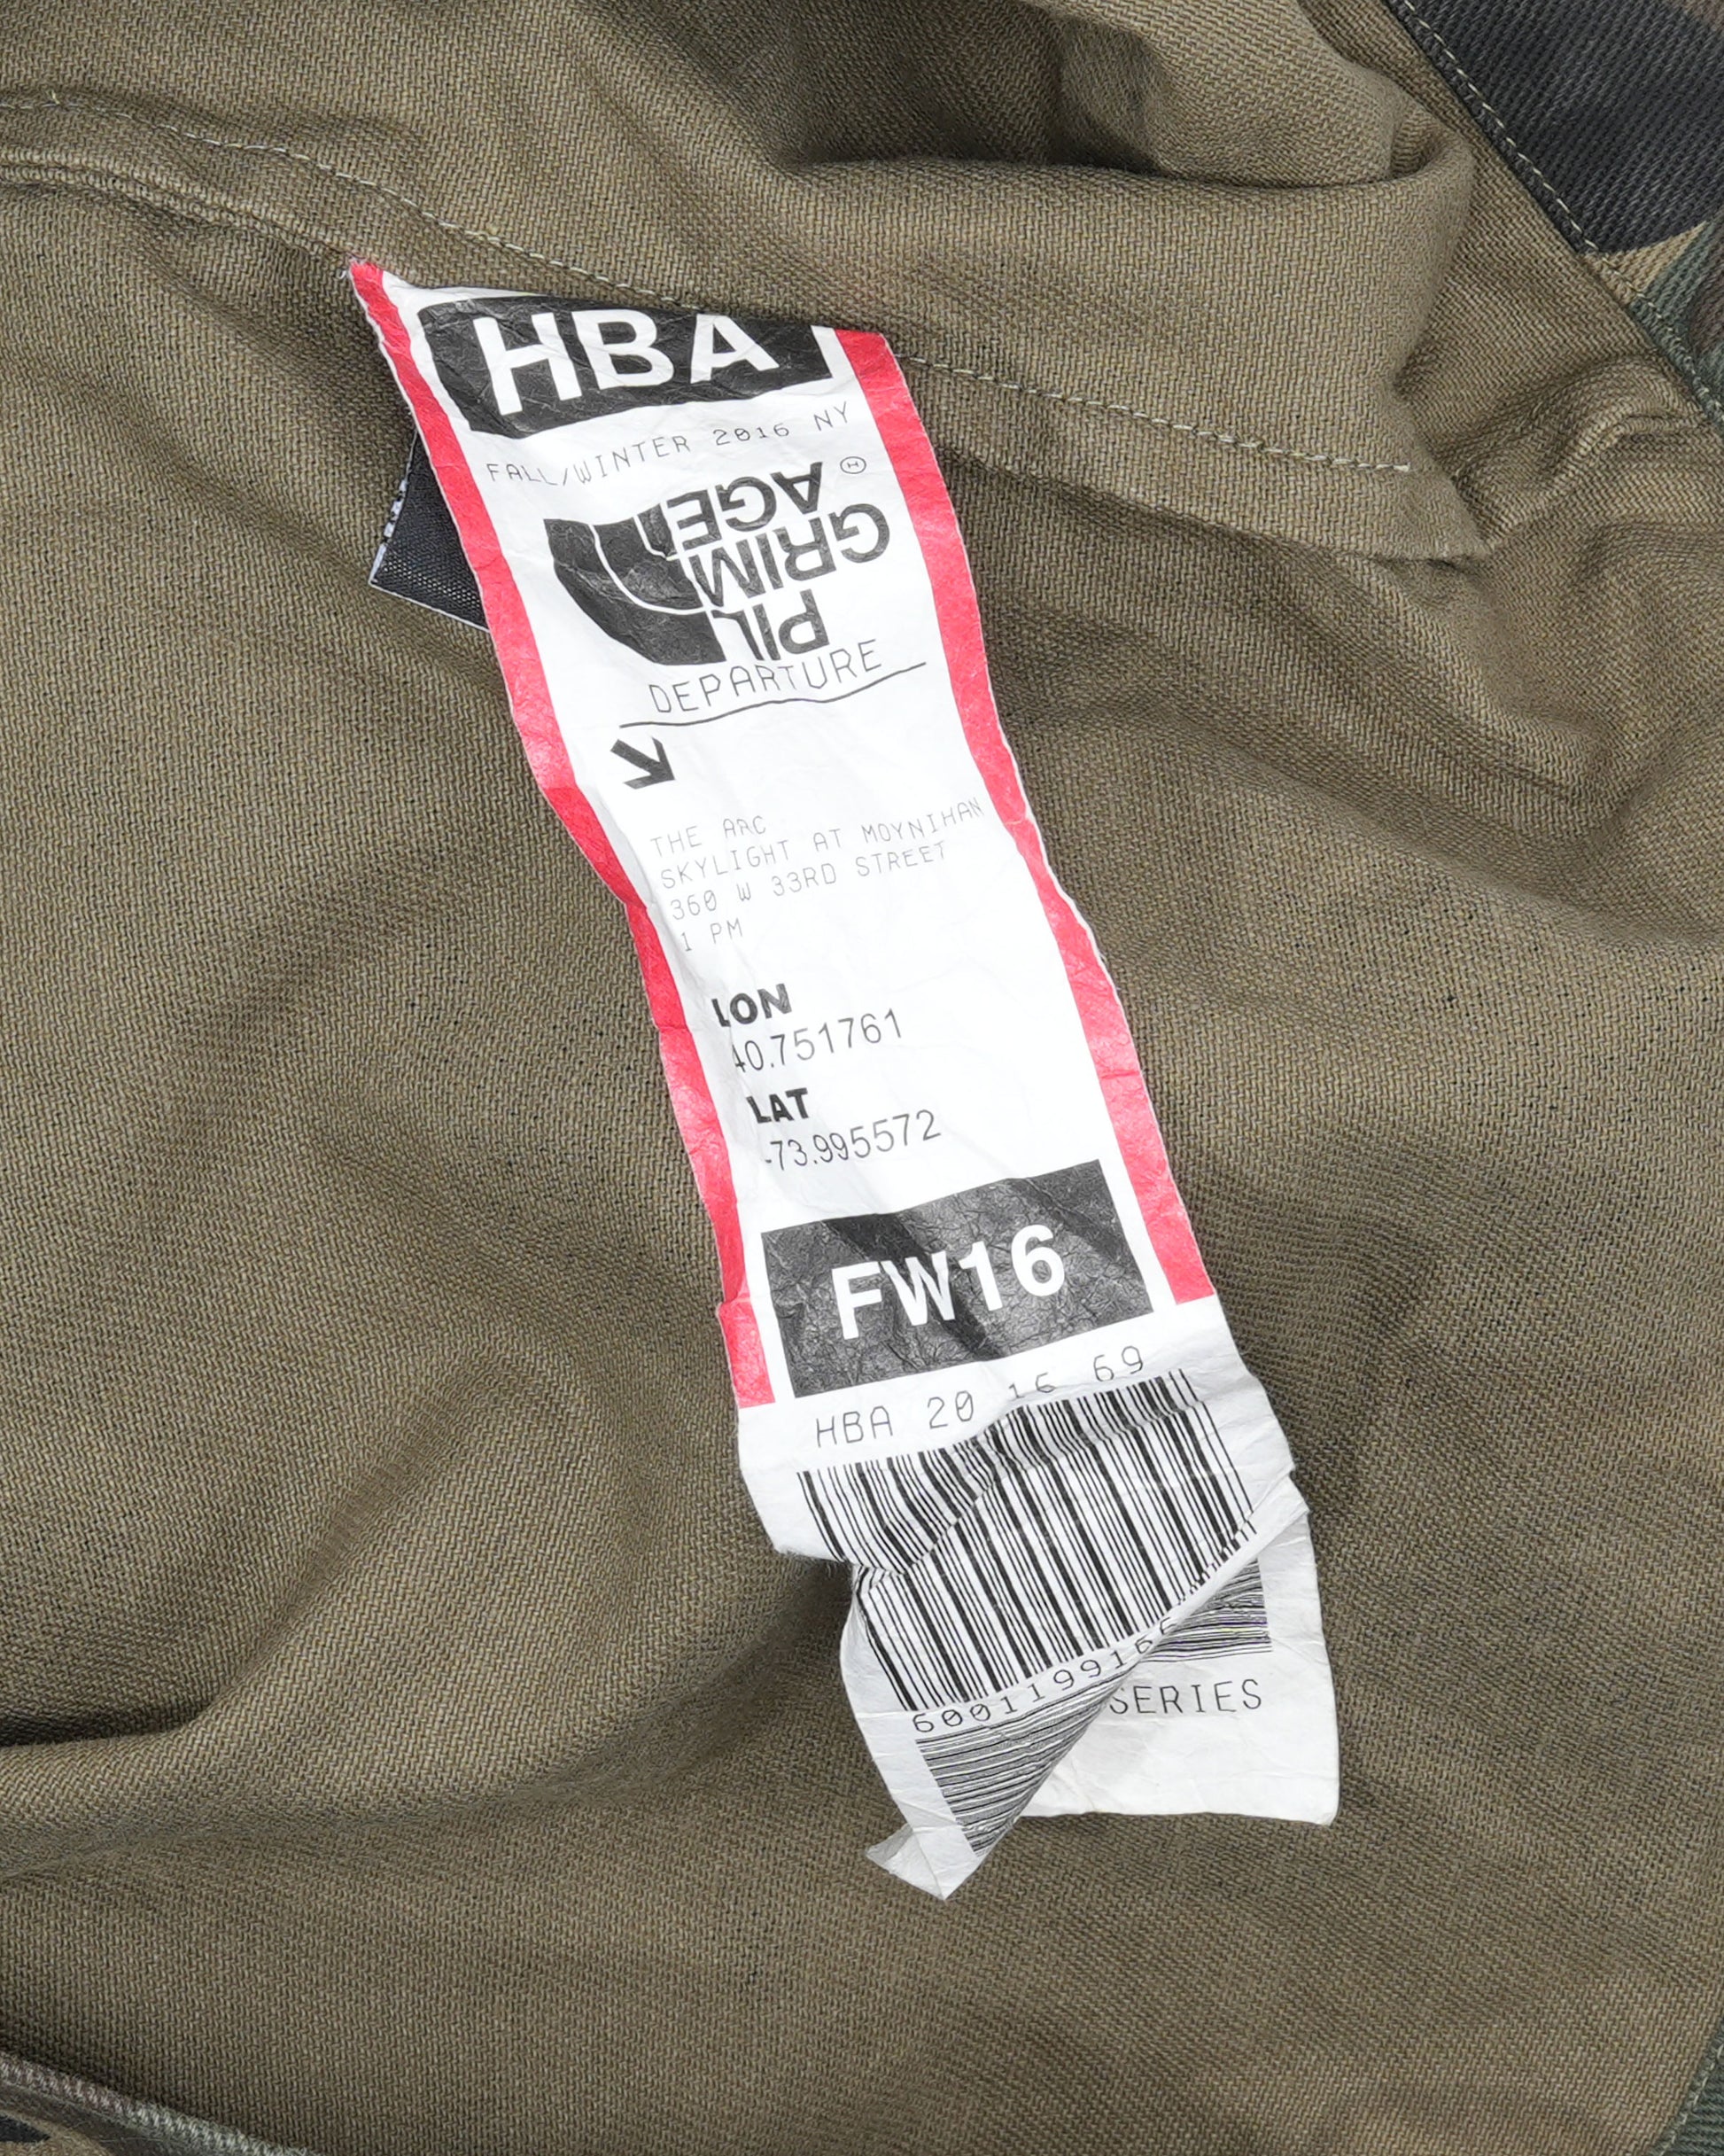 HBA
FALL/WINTER 2016 NY
PIL
GRIM
AGE
DEPARTURE
THE ARC
SKYLIGHT AT MOYNIHAN
360 W 33RD STREET
1 PM
LON
40.751761
LAT
-73.995572
FW16
HBA 20 16 69
SERIES